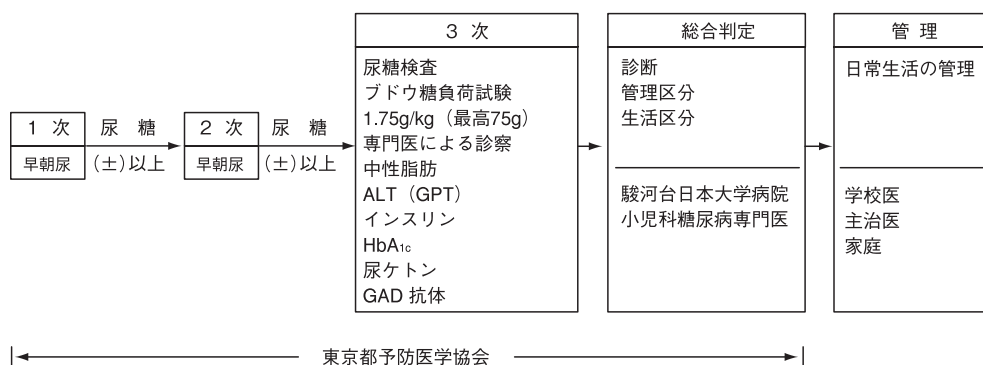 1 次
早朝尿
尿 糖
(±)以上
2 次
早朝尿
尿 糖
(±)以上
3 次
尿糖検査
ブドウ糖負荷試験
1.75g/kg（最高75g）
専門医による診察
中性脂肪
ALT（GPT）
インスリン
HbA1c
尿ケトン
GAD 抗体
総合判定
診断
管理区分
生活区分
駿河台日本大学病院
小児科糖尿病専門医
管 理
日常生活の管理
学校医
主治医
家庭
東京都予防医学協会